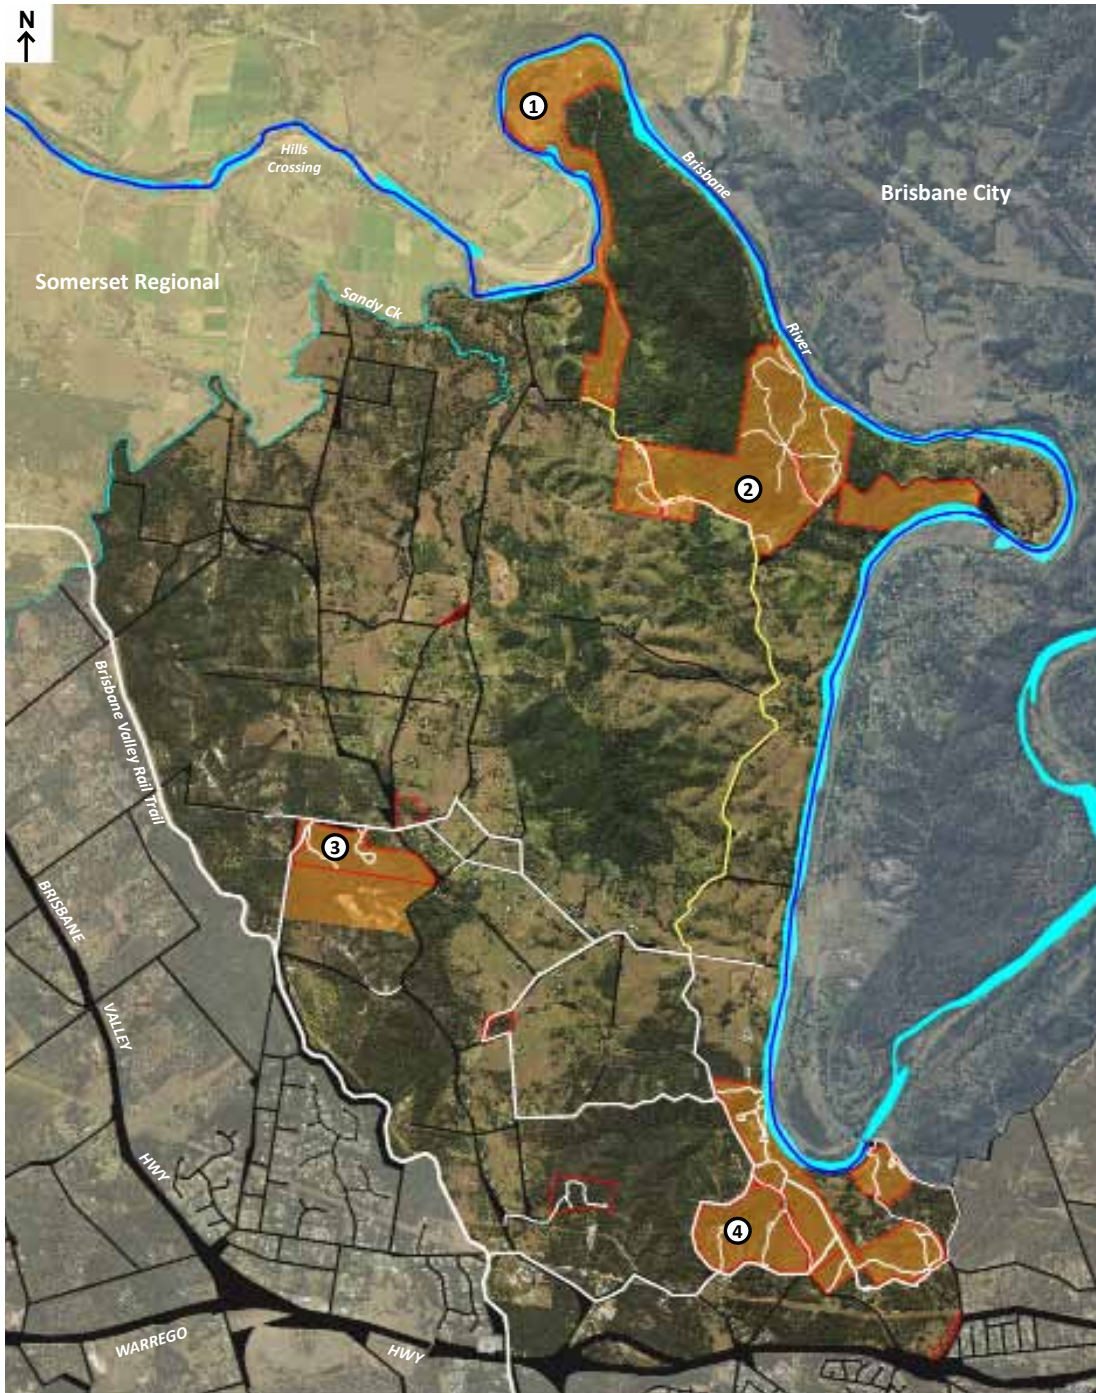 N
1
Brisbane
Brisbane City
Hills
Crossing
Somerset Regional
Sandy Ck
River
2
Brisbane Valley Rail Trail
3
BRISBANE
VALLEY
HWY
4
WARREGO
HWY